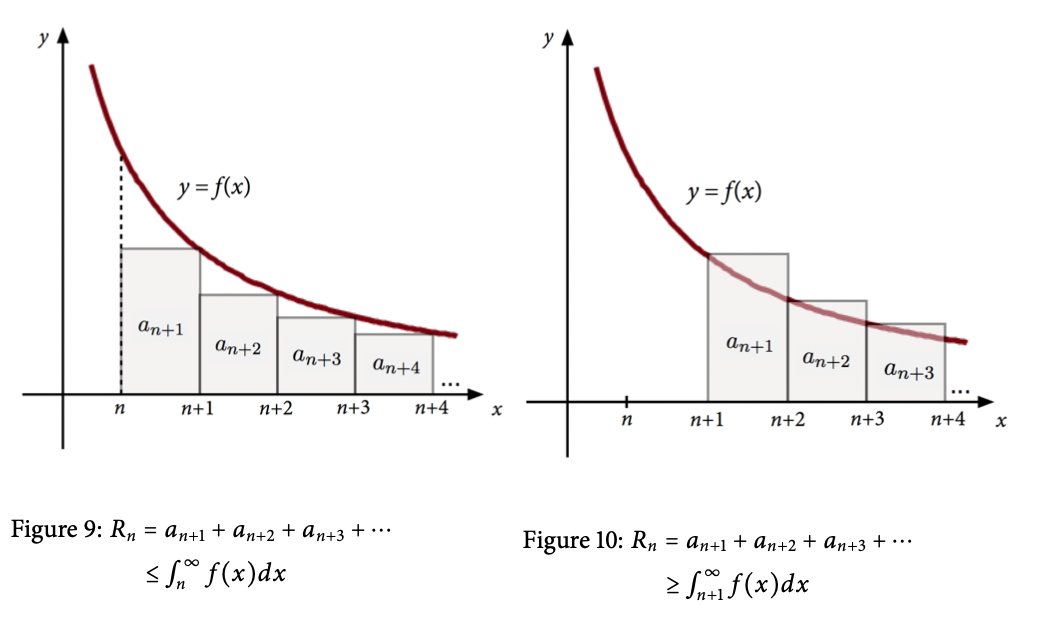 y
y = f(x)
a_{n+1}
a_{n+2}
a_{n+3}
a_{n+4}
...
n n+1 n+2 n+3 n+4 x
Figure 9: R_n = a_{n+1} + a_{n+2} + a_{n+3} + ⋯
≤ ∫_n^∞ f(x)dx
y
y = f(x)
a_{n+1}
a_{n+2}
a_{n+3}
...
n n+1 n+2 n+3 n+4 x
Figure 10: R_n = a_{n+1} + a_{n+2} + a_{n+3} + ⋯
≥ ∫_{n+1}^∞ f(x)dx